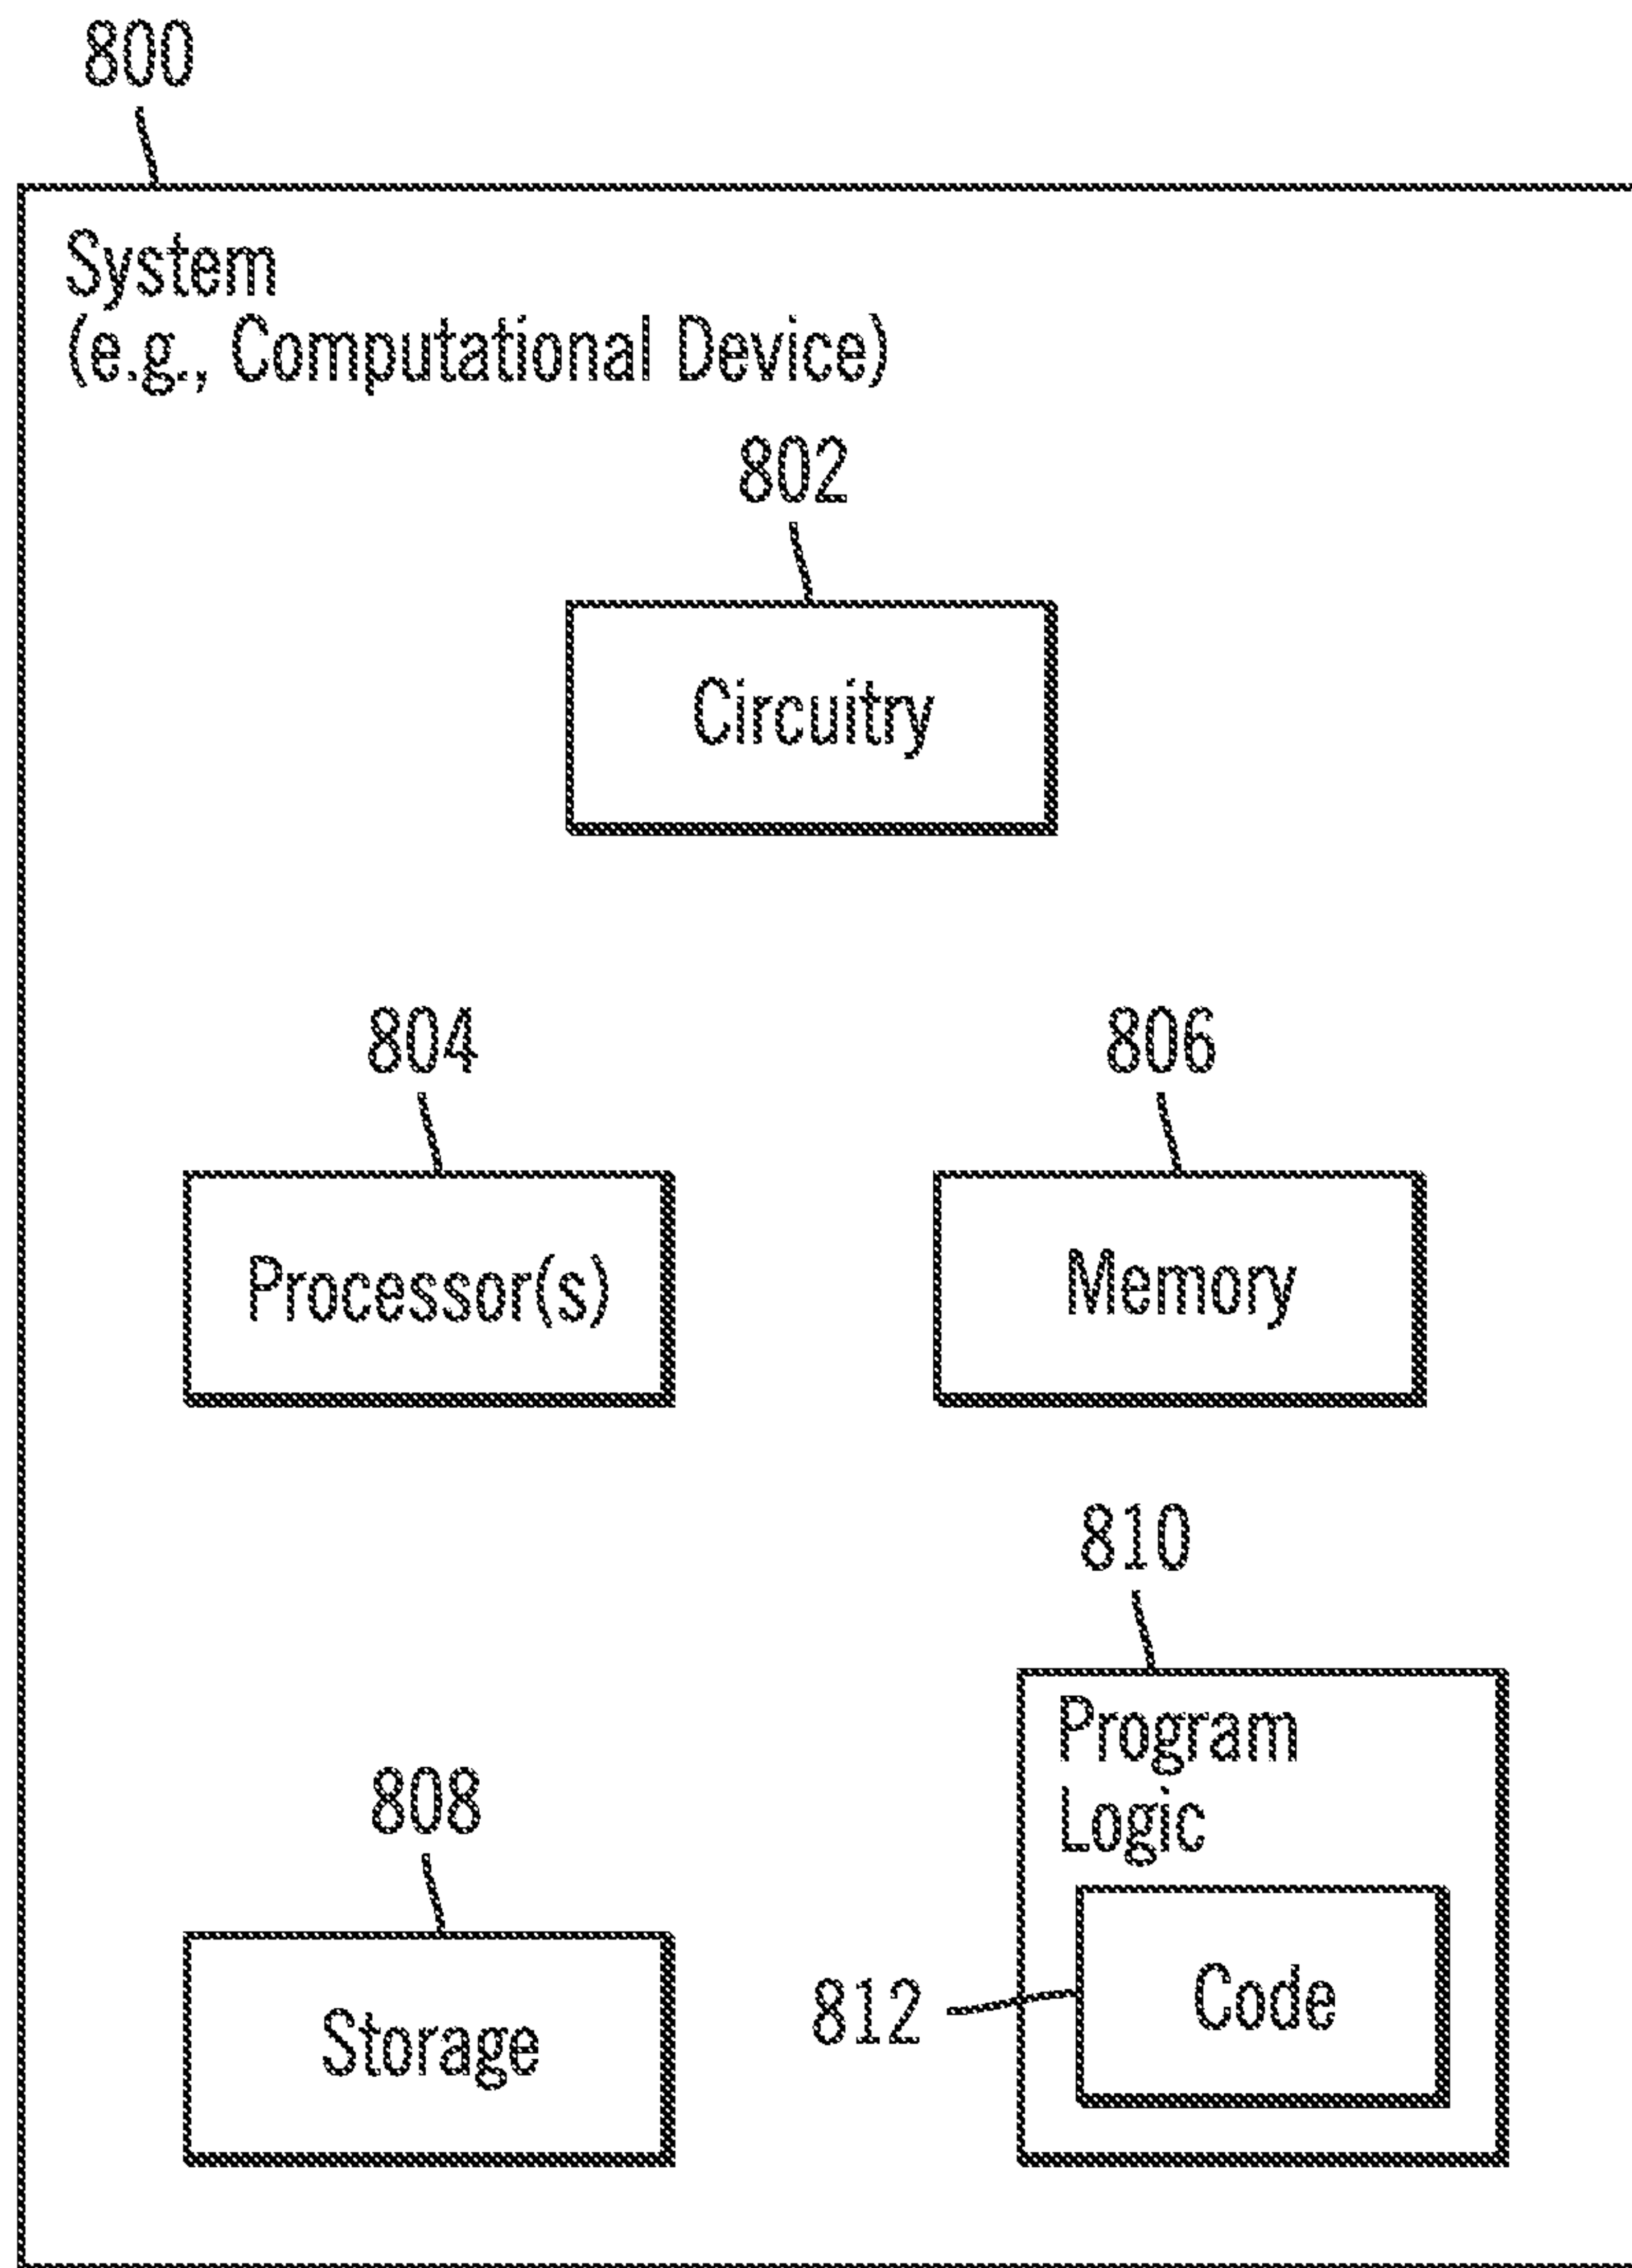 800
System
(e.g., Computational Device)
802
Circuitry
804
806
Processor(s)
Memory
810
Program
Logic
808
812
Code
Storage